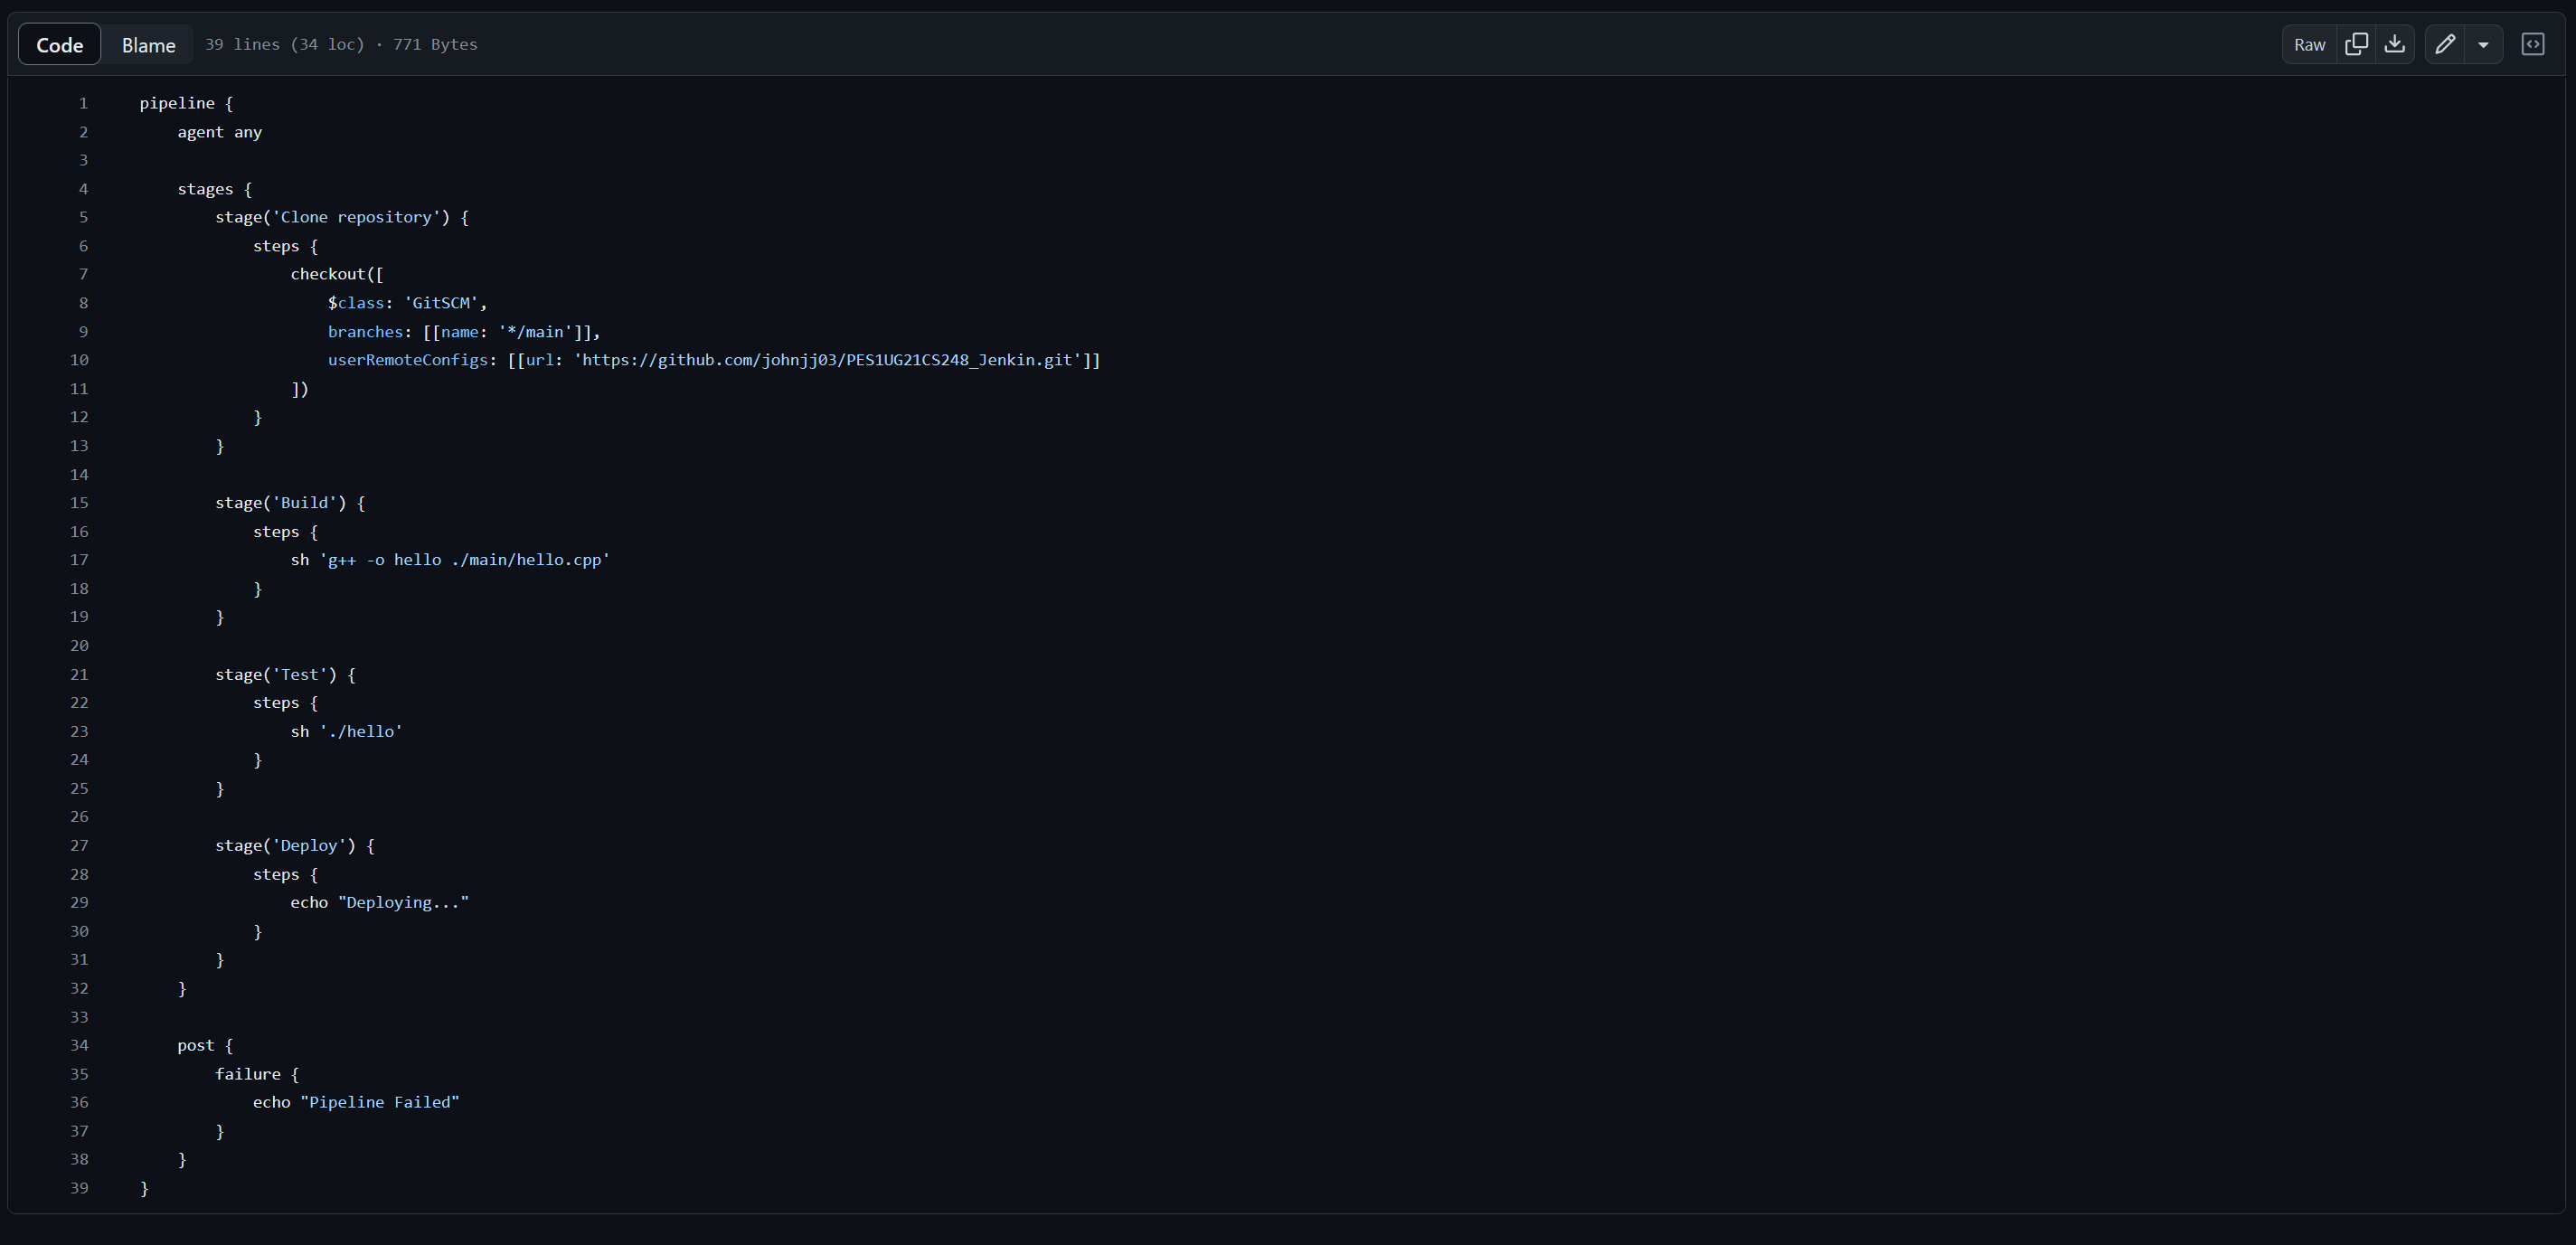 Code Blame 39 lines (34 loc) · 771 Bytes Raw
1 pipeline {
2     agent any
3
4     stages {
5         stage('Clone repository') {
6             steps {
7                 checkout([
8                     $class: 'GitSCM',
9                     branches: [[name: '*/main']],
10                     userRemoteConfigs: [[url: 'https://github.com/johnjj03/PES1UG21CS248_Jenkin.git']]
11                 ])
12             }
13         }
14
15         stage('Build') {
16             steps {
17                 sh 'g++ -o hello ./main/hello.cpp'
18             }
19         }
20
21         stage('Test') {
22             steps {
23                 sh './hello'
24             }
25         }
26
27         stage('Deploy') {
28             steps {
29                 echo "Deploying..."
30             }
31         }
32     }
33
34     post {
35         failure {
36             echo "Pipeline Failed"
37         }
38     }
39 }